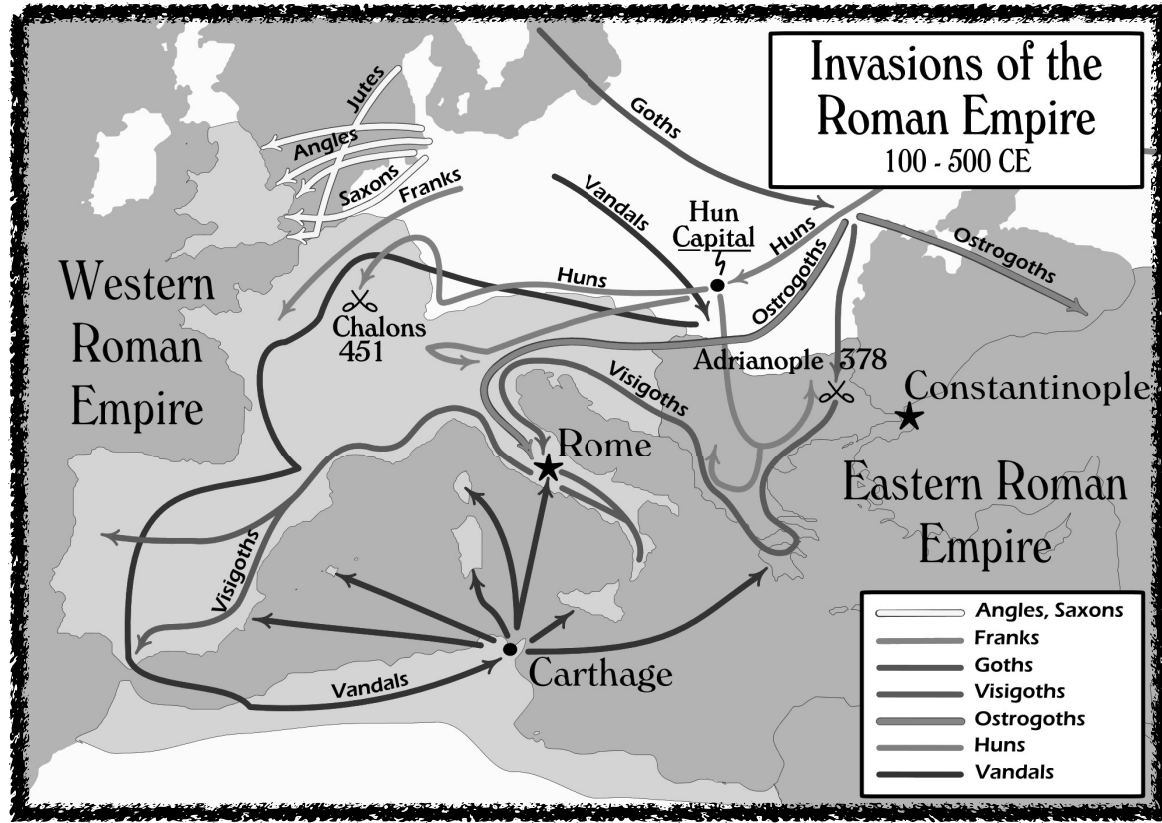 Invasions of the
Roman Empire
100 - 500 CE
Jutes
Angles
Saxons
Franks
Goths
Vandals
Hun
Capital
Huns
Ostrogoths
Ostrogoths
Western
Roman
Empire
Huns
Chalons
451
Adrianople 378
Visigoths
Constantinople
Rome
Eastern Roman
Empire
Visigoths
Vandals
Carthage
Angles, Saxons
Franks
Goths
Visigoths
Ostrogoths
Huns
Vandals